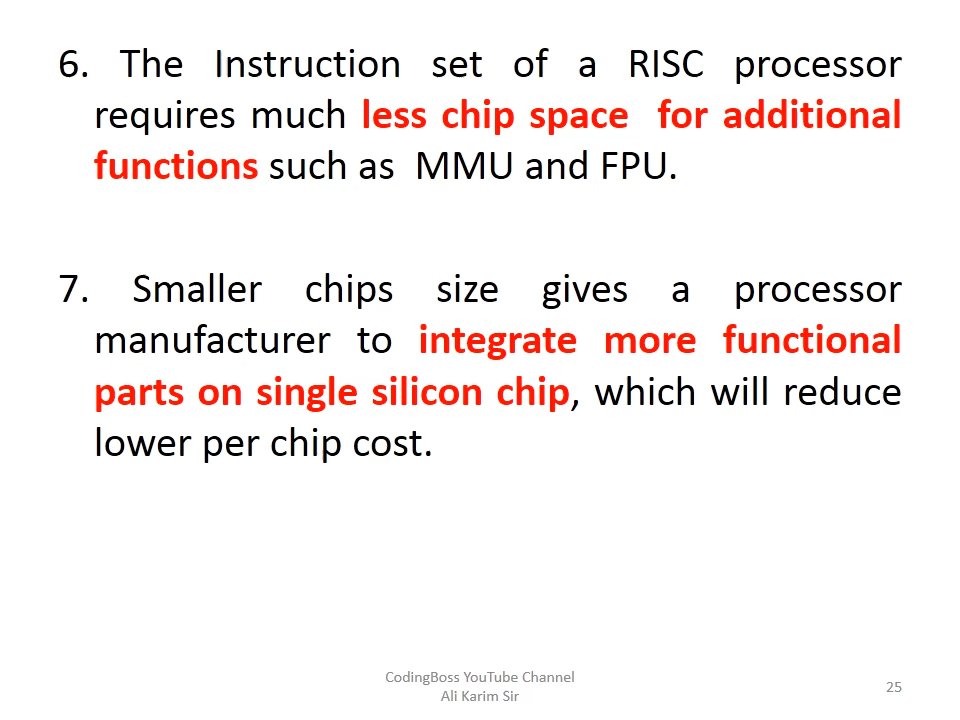 6. The Instruction set of a RISC processor
requires much less chip space for additional
functions such as MMU and FPU.
7. Smaller chips size gives a processor
manufacturer to integrate more functional
parts on single silicon chip, which will reduce
lower per chip cost.
CodingBoss YouTube Channel
Ali Karim Sir
25